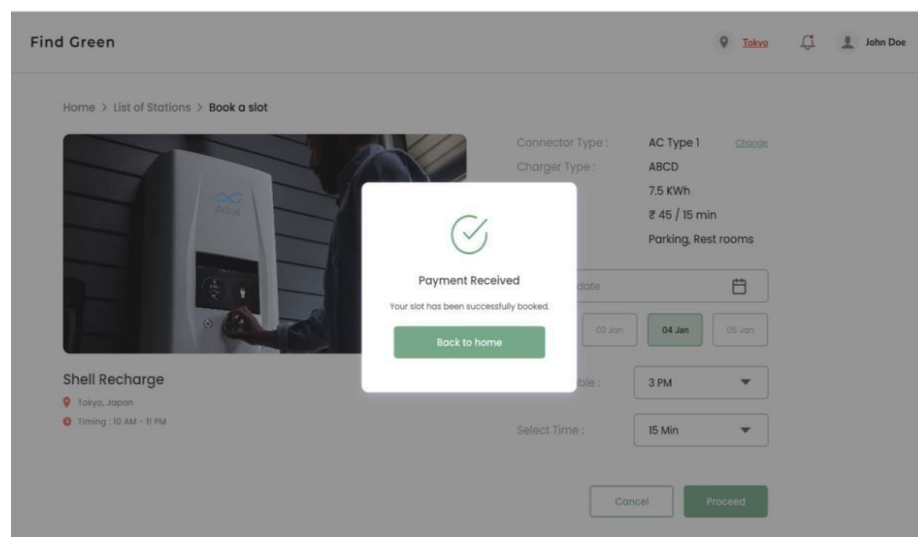 Find Green
Tokyo
John Doe
Home > List of Stations > Book a slot
Connector Type : AC Type 1 Change
Charger Type : ABCD
7.5 KWh
₹ 45 / 15 min
Parking, Rest rooms
Payment Received
Your slot has been successfully booked.
Back to home
date
03 Jan
04 Jan
05 Jan
Shell Recharge
Tokyo, Japan
Timing : 10 AM - 11 PM
ble : 3 PM
Select Time : 15 Min
Cancel
Proceed